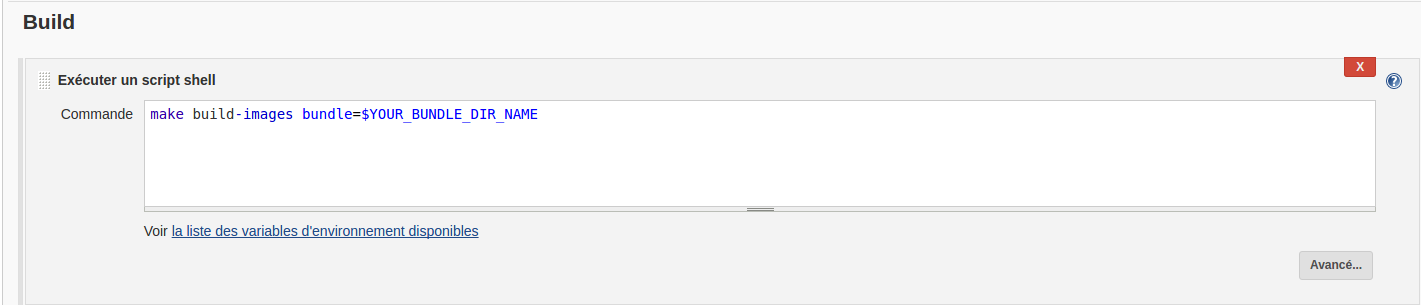 Build
X
Exécuter un script shell
?
Commande
make build-images bundle=$YOUR_BUNDLE_DIR_NAME
Voir la liste des variables d'environnement disponibles
Avancé...